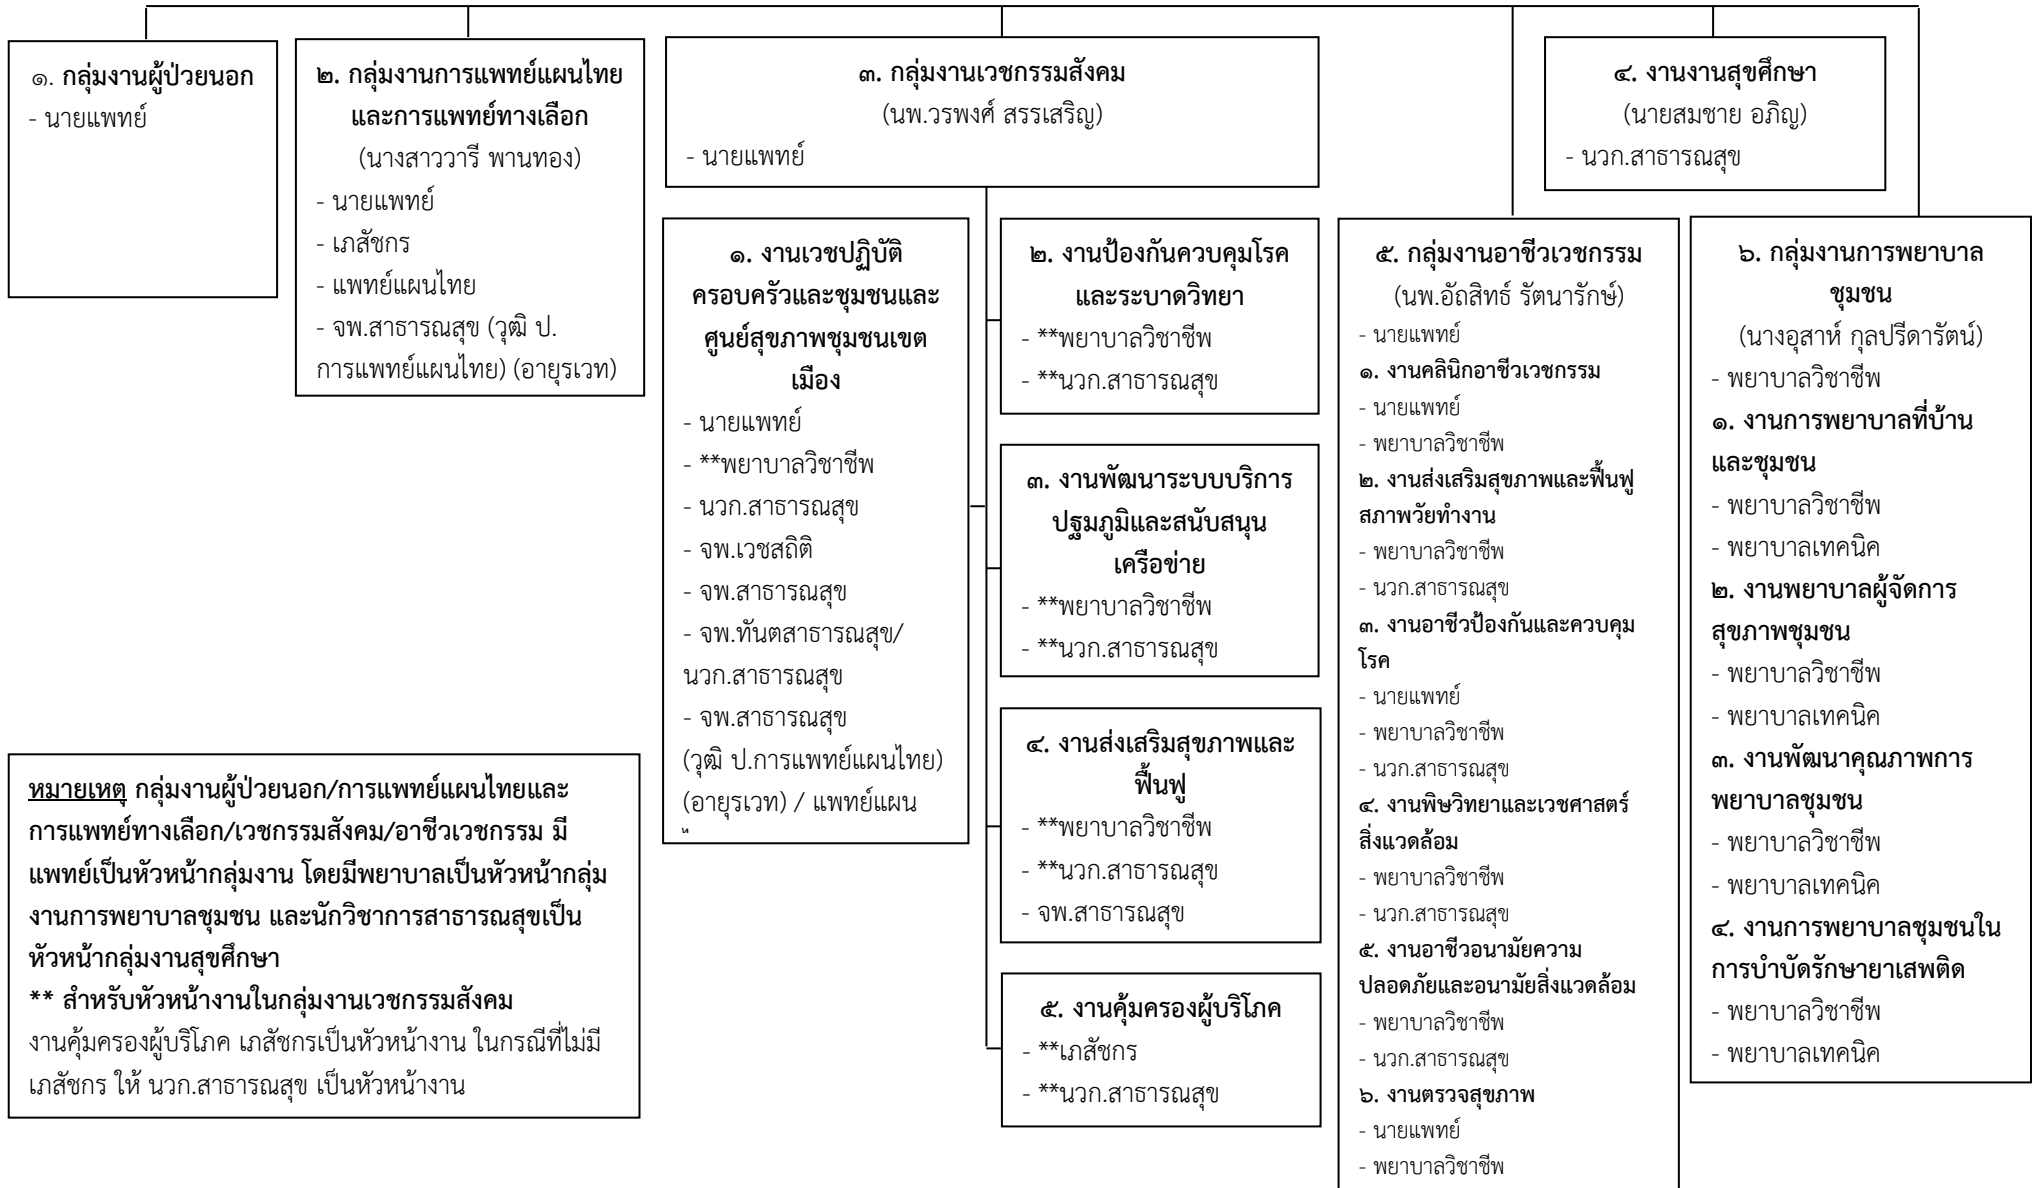 ๑. กลุ่มงานผู้ป่วยนอก
- นายแพทย์
๒. กลุ่มงานการแพทย์แผนไทย
และการแพทย์ทางเลือก
(นางสาววารี พานทอง)
- นายแพทย์
- เภสัชกร
- แพทย์แผนไทย
- จพ.สาธารณสุข (วุฒิ ป.
การแพทย์แผนไทย) (อายุรเวท)
๓. กลุ่มงานเวชกรรมสังคม
(นพ.วรพงศ์ สรรเสริญ)
- นายแพทย์
๔. งานงานสุขศึกษา
(นายสมชาย อภิญ)
- นวก.สาธารณสุข
๑. งานเวชปฏิบัติ
ครอบครัวและชุมชนและ
ศูนย์สุขภาพชุมชนเขต
เมือง
- นายแพทย์
- **พยาบาลวิชาชีพ
- นวก.สาธารณสุข
- จพ.เวชสถิติ
- จพ.สาธารณสุข
- จพ.ทันตสาธารณสุข/
นวก.สาธารณสุข
- จพ.สาธารณสุข
(วุฒิ ป.การแพทย์แผนไทย)
(อายุรเวท) / แพทย์แผน
๒. งานป้องกันควบคุมโรค
และระบาดวิทยา
- **พยาบาลวิชาชีพ
- **นวก.สาธารณสุข
๓. งานพัฒนาระบบบริการ
ปฐมภูมิและสนับสนุน
เครือข่าย
- **พยาบาลวิชาชีพ
- **นวก.สาธารณสุข
๔. งานส่งเสริมสุขภาพและ
ฟื้นฟู
- **พยาบาลวิชาชีพ
- **นวก.สาธารณสุข
- จพ.สาธารณสุข
๕. งานคุ้มครองผู้บริโภค
- **เภสัชกร
- **นวก.สาธารณสุข
๕. กลุ่มงานอาชีวเวชกรรม
(นพ.อัถสิทธ์ รัตนารักษ์)
- นายแพทย์
๑. งานคลินิกอาชีวเวชกรรม
- นายแพทย์
- พยาบาลวิชาชีพ
๒. งานส่งเสริมสุขภาพและฟื้นฟู
สภาพวัยทำงาน
- พยาบาลวิชาชีพ
- นวก.สาธารณสุข
๓. งานอาชีวป้องกันและควบคุม
โรค
- นายแพทย์
- พยาบาลวิชาชีพ
- นวก.สาธารณสุข
๔. งานพิษวิทยาและเวชศาสตร์
สิ่งแวดล้อม
- พยาบาลวิชาชีพ
- นวก.สาธารณสุข
๕. งานอาชีวอนามัยความ
ปลอดภัยและอนามัยสิ่งแวดล้อม
- พยาบาลวิชาชีพ
- นวก.สาธารณสุข
๖. งานตรวจสุขภาพ
- นายแพทย์
- พยาบาลวิชาชีพ
๖. กลุ่มงานการพยาบาล
ชุมชน
(นางอุสาห์ กุลปรีดารัตน์)
- พยาบาลวิชาชีพ
๑. งานการพยาบาลที่บ้าน
และชุมชน
- พยาบาลวิชาชีพ
- พยาบาลเทคนิค
๒. งานพยาบาลผู้จัดการ
สุขภาพชุมชน
- พยาบาลวิชาชีพ
- พยาบาลเทคนิค
๓. งานพัฒนาคุณภาพการ
พยาบาลชุมชน
- พยาบาลวิชาชีพ
- พยาบาลเทคนิค
๔. งานการพยาบาลชุมชนใน
การบำบัดรักษายาเสพติด
- พยาบาลวิชาชีพ
- พยาบาลเทคนิค
หมายเหตุ กลุ่มงานผู้ป่วยนอก/การแพทย์แผนไทยและ
การแพทย์ทางเลือก/เวชกรรมสังคม/อาชีวเวชกรรม มี
แพทย์เป็นหัวหน้ากลุ่มงาน โดยมีพยาบาลเป็นหัวหน้ากลุ่ม
งานการพยาบาลชุมชน และนักวิชาการสาธารณสุขเป็น
หัวหน้ากลุ่มงานสุขศึกษา
** สำหรับหัวหน้างานในกลุ่มงานเวชกรรมสังคม
งานคุ้มครองผู้บริโภค เภสัชกรเป็นหัวหน้างาน ในกรณีที่ไม่มี
เภสัชกร ให้ นวก.สาธารณสุข เป็นหัวหน้างาน